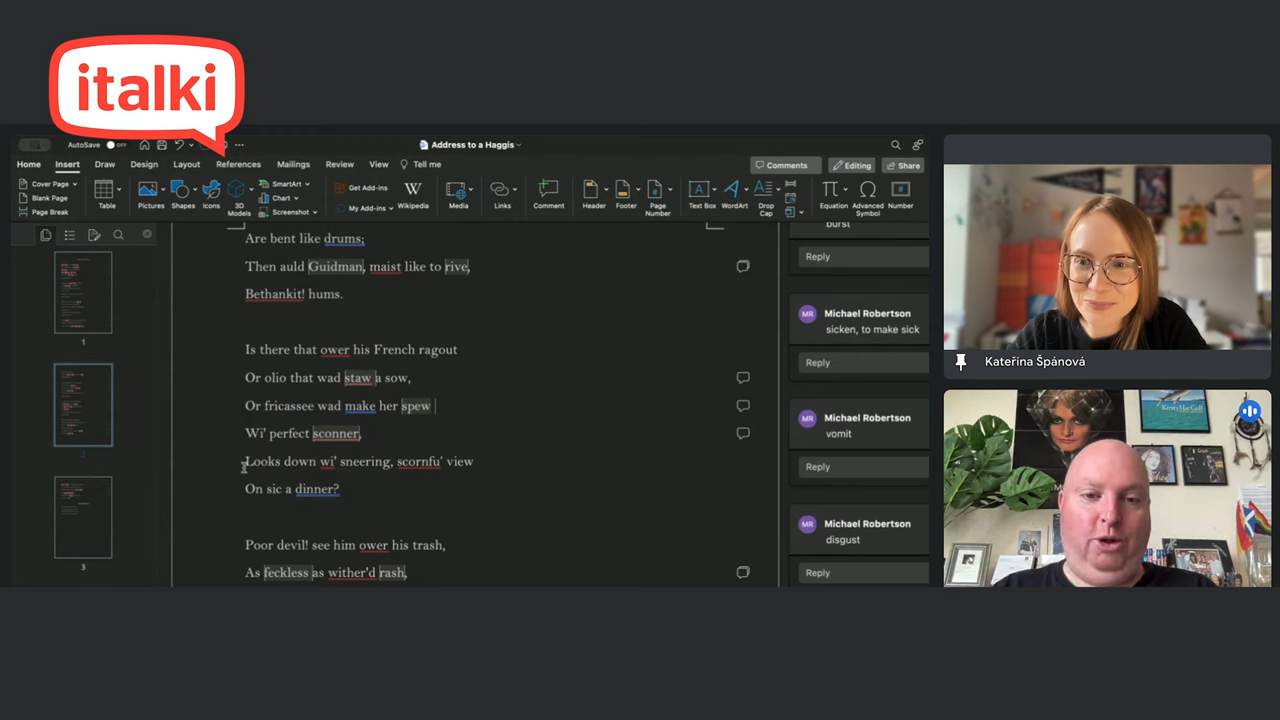 italki
AutoSave OFF
Address to a Haggis
Home Insert Draw Design Layout References Mailings Review View Tell me
Comments Editing Share
Cover Page
Blank Page
Page Break
Table
Pictures
Shapes
Icons
3D Models
SmartArt
Chart
Screenshot
Get Add-ins
My Add-ins
Wikipedia
Media
Links
Comment
Header
Footer
Page Number
Text Box
WordArt
Drop Cap
Equation
Advanced Symbol
Number
1
2
3
Are bent like drums;
Then auld Guidman, maist like to rive,
Bethankit! hums.
Is there that ower his French ragout
Or olio that wad staw a sow,
Or fricassee wad make her spew
Wi' perfect sconner,
Looks down wi' sneering, scornfu' view
On sic a dinner?
Poor devil! see him ower his trash,
As feckless as wither'd rash,
burst
Reply
MR Michael Robertson
sicken, to make sick
Reply
MR Michael Robertson
vomit
Reply
MR Michael Robertson
disgust
Reply
Kateřina Špánová